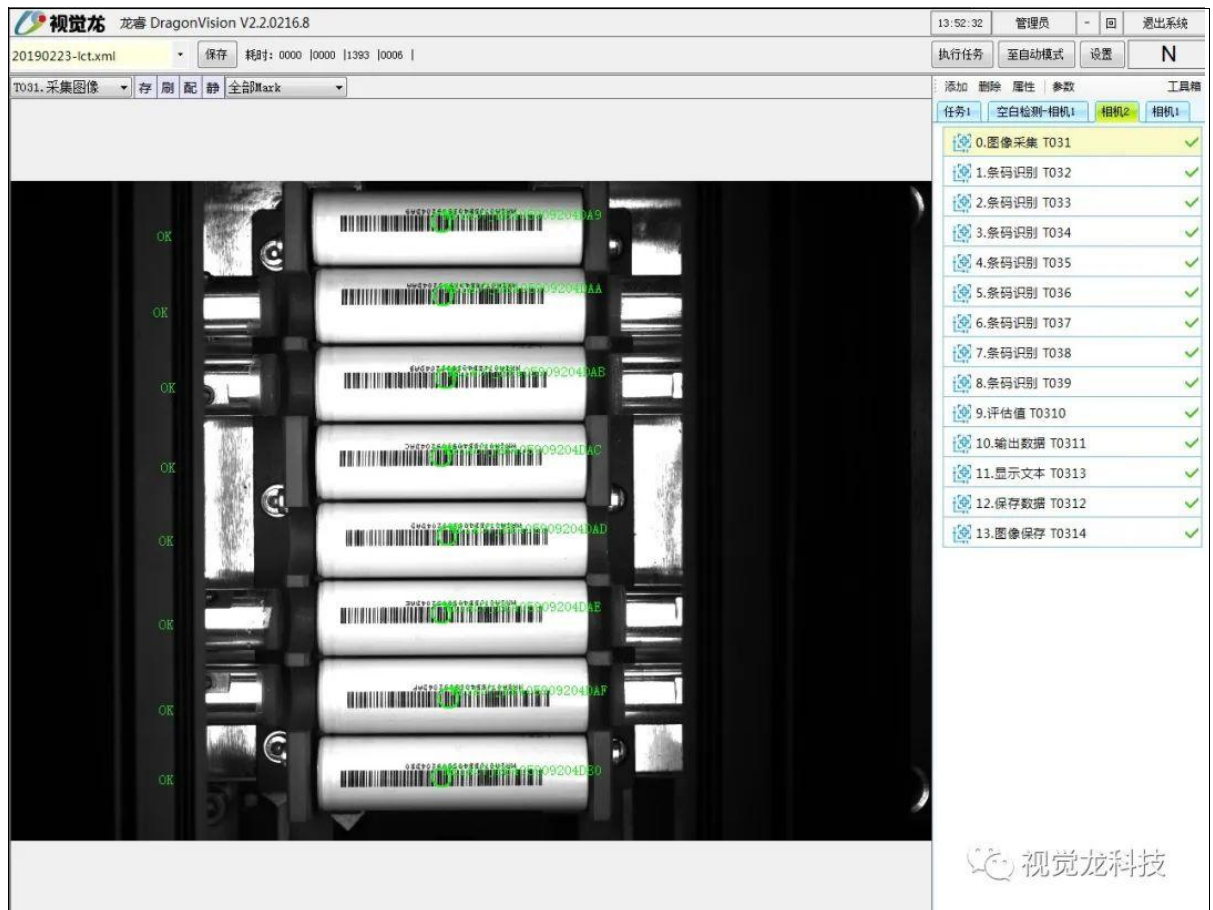 视觉龙 龙睿 DragonVision V2.2.0216.8 13:52:32 管理员 - 回 退出系统
20190223-lct.xml 保存 耗时: 0000 |0000 |1393 |0006 | 执行任务 至自动模式 设置 N
T031.采集图像 存 刷 配 静 全部Mark 添加 删除 属性 参数 工具箱
任务1 空白检测-相机1 相机2 相机1
0.图像采集 T031
1.条码识别 T032
2.条码识别 T033
3.条码识别 T034
4.条码识别 T035
5.条码识别 T036
6.条码识别 T037
7.条码识别 T038
8.条码识别 T039
9.评估值 T0310
10.输出数据 T0311
11.显示文本 T0313
12.保存数据 T0312
13.图像保存 T0314
OK
OK
OK
OK
OK
OK
OK
OK
视觉龙科技